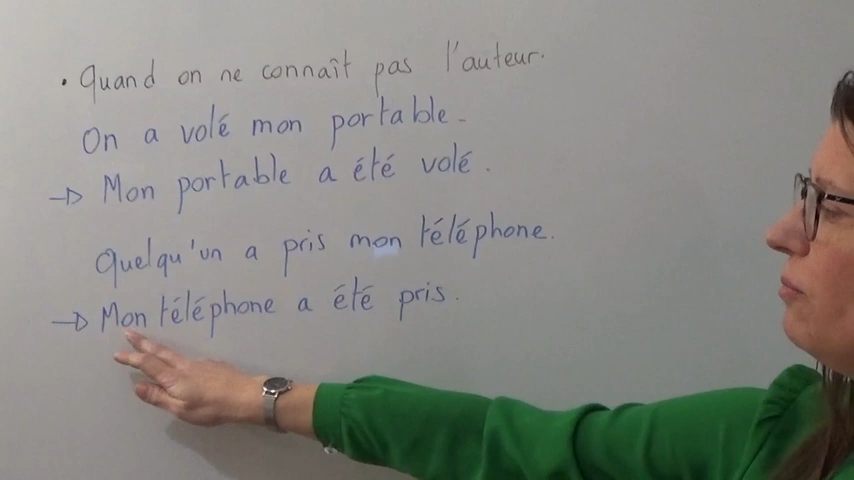 • Quand on ne connaît pas l'auteur.
On a volé mon portable.
→ Mon portable a été volé.
Quelqu'un a pris mon téléphone.
→ Mon téléphone a été pris.